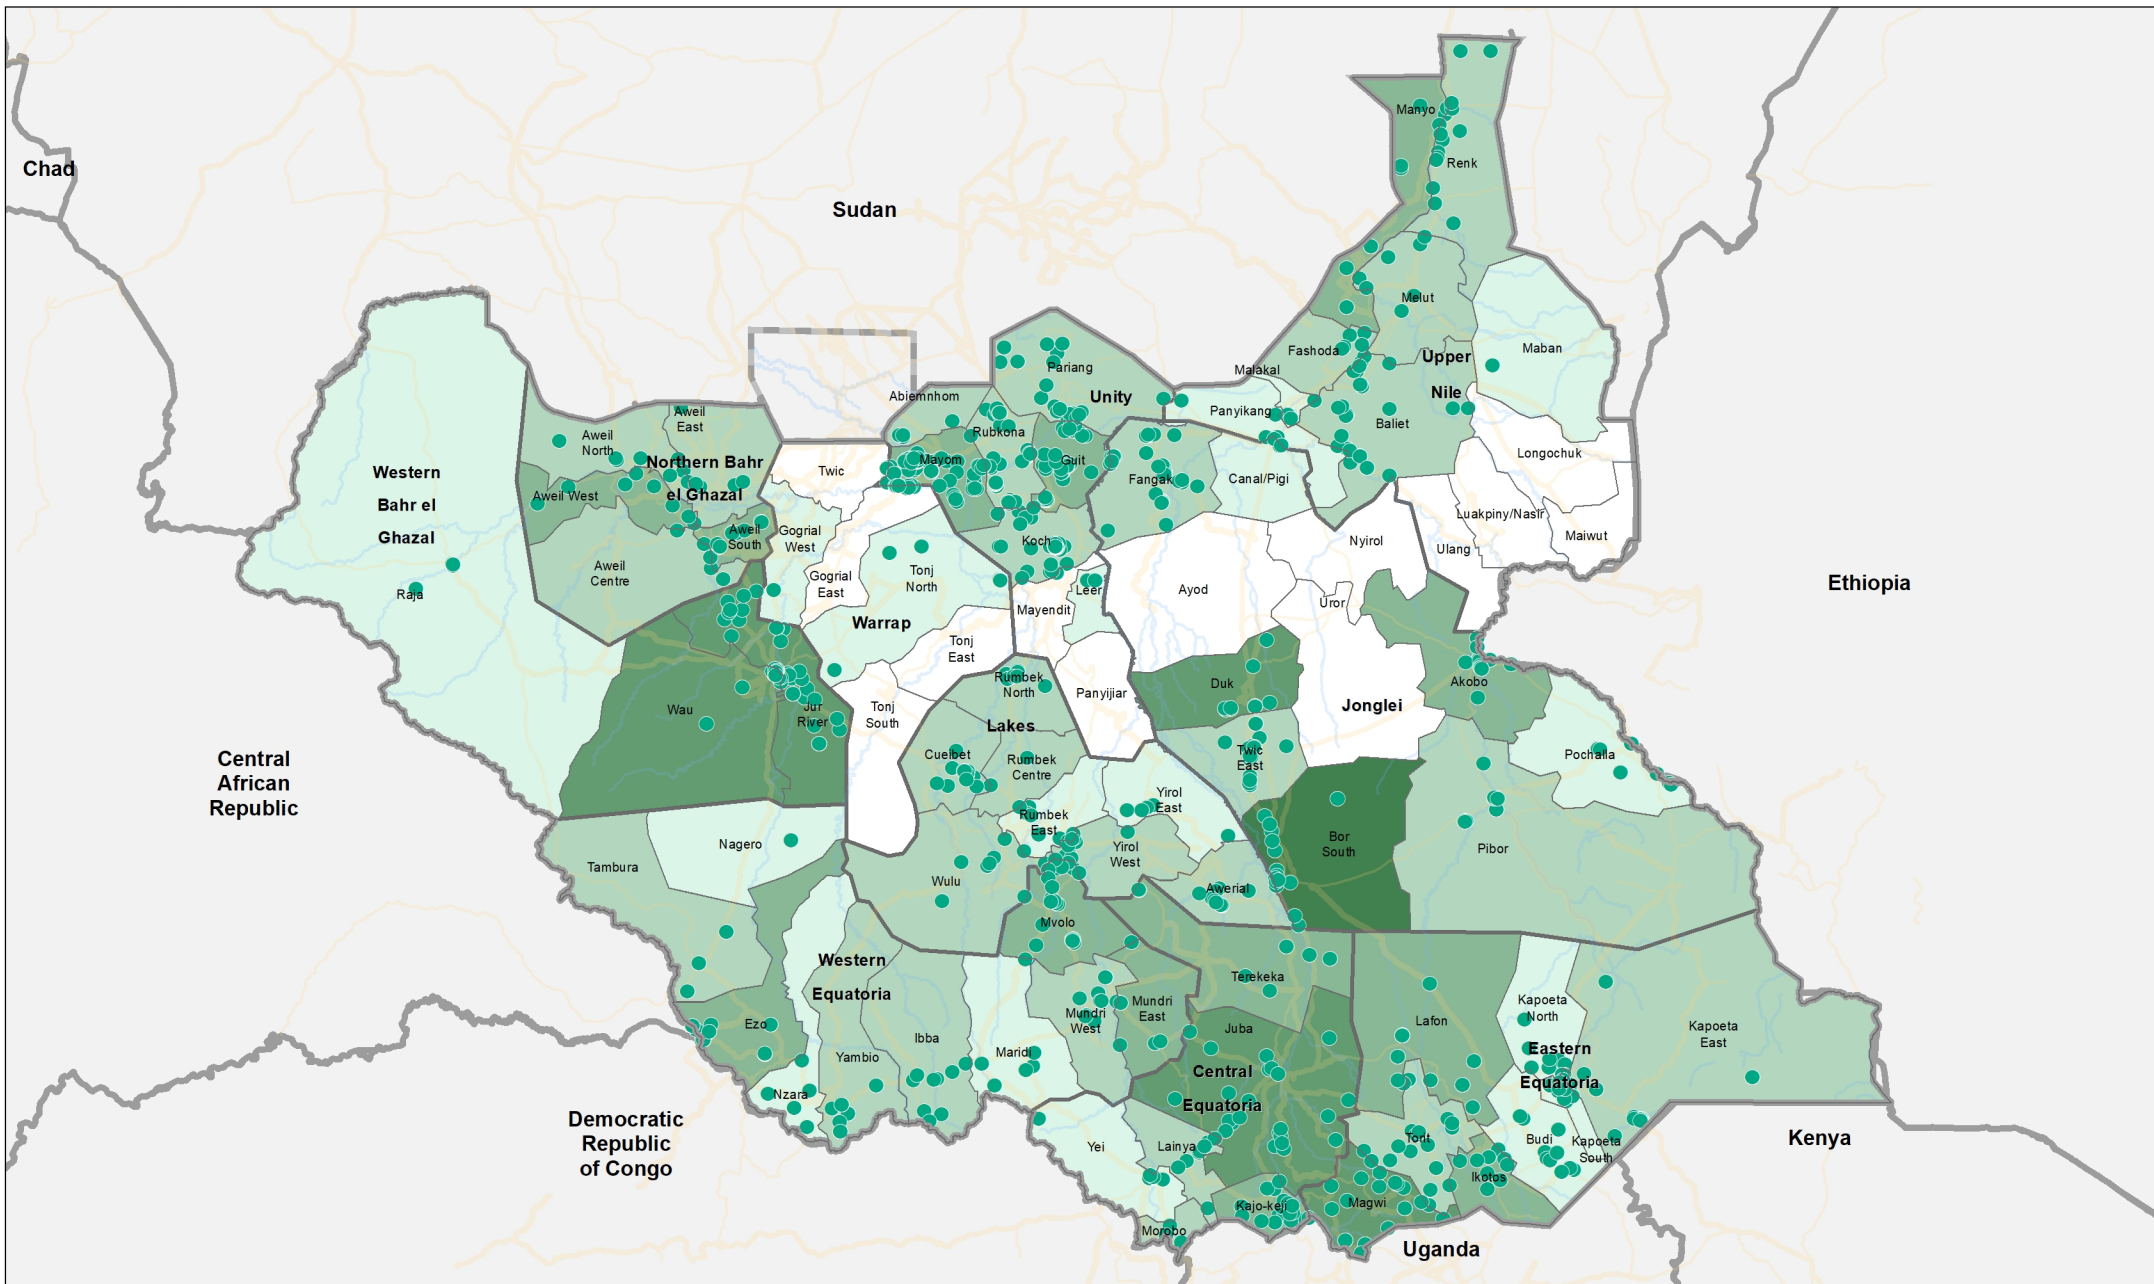 Chad
Sudan
Manyo
Renk
Melut
Maban
Fashoda
Upper
Nile
Malakal
Panyikang
Baliet
Longochuk
Luakpiny/Nasir
Maiwut
Ulang
Nyirol
Canal/Pigi
Fangak
Pariang
Unity
Abiemnhom
Rubkona
Mayom
Guit
Koch
Leer
Mayendit
Panyijiar
Ayod
Uror
Duk
Jonglei
Akobo
Pochalla
Twic
East
Bor
South
Pibor
Ethiopia
Western
Bahr el
Ghazal
Raja
Aweil
North
Aweil
East
Northern Bahr
el Ghazal
Aweil West
Aweil
South
Aweil
Centre
Twic
Gogrial
West
Gogrial
East
Tonj
North
Warrap
Tonj
East
Tonj
South
Wau
Jur
River
Rumbek
North
Lakes
Cueibet
Rumbek
Centre
Rumbek
East
Yirol
East
Yirol
West
Wulu
Awerial
Central
African
Republic
Nagero
Tambura
Western
Equatoria
Ezo
Yambio
Ibba
Nzara
Maridi
Mvolo
Mundri
West
Mundri
East
Terekeka
Juba
Central
Equatoria
Yei
Lainya
Morobo
Kajo-keji
Lafon
Kapoeta
North
Eastern
Equatoria
Kapoeta
East
Torit
Budi
Kapoeta
South
Ikotos
Magwi
Democratic
Republic
of Congo
Uganda
Kenya